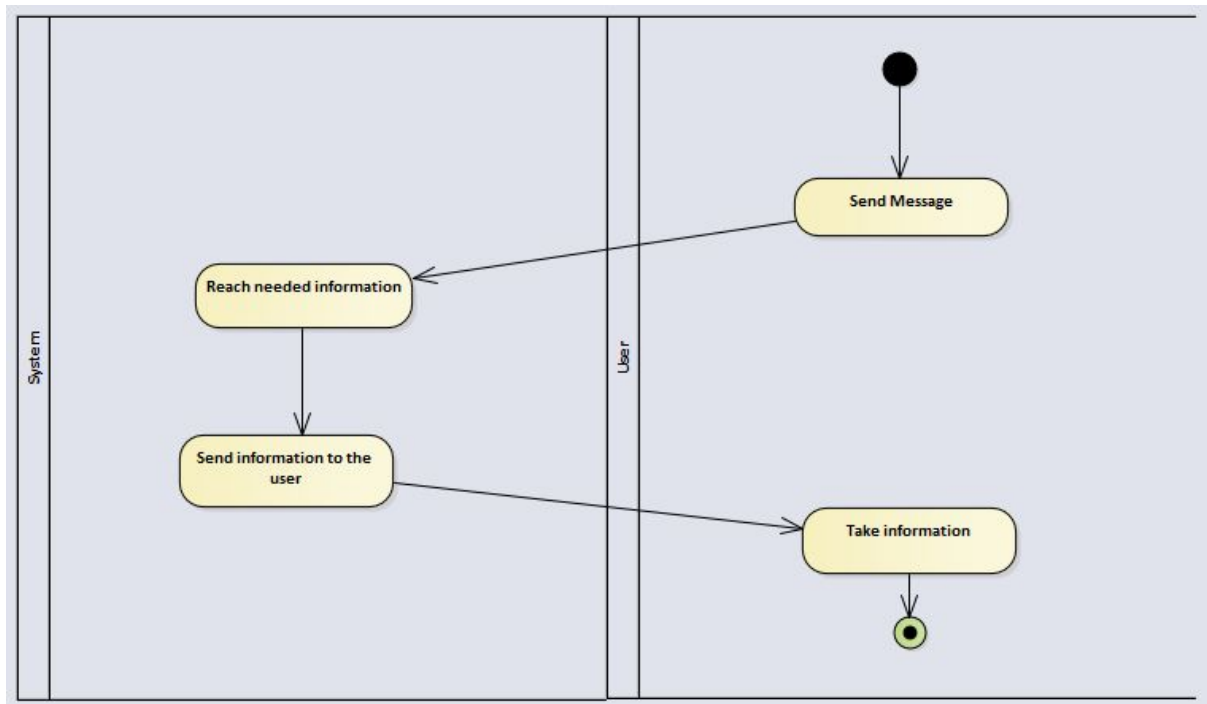 System
User
Send Message
Reach needed information
Send information to the
user
Take information